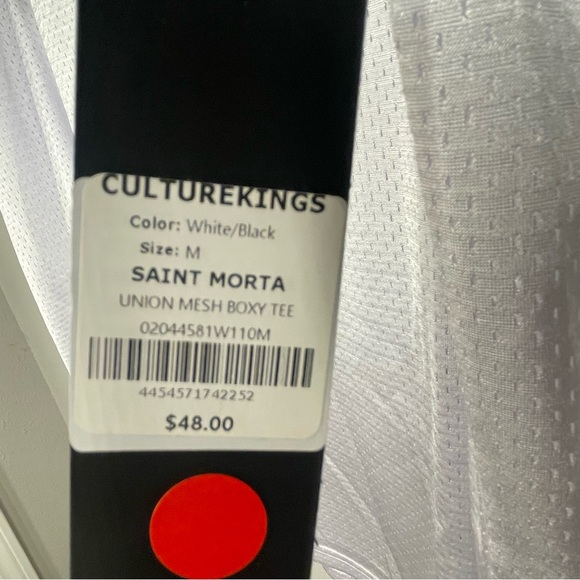 CULTUREKINGS
Color: White/Black
Size: M
SAINT MORTA
UNION MESH BOXY TEE
02044581W110M
4454571742252
$48.00